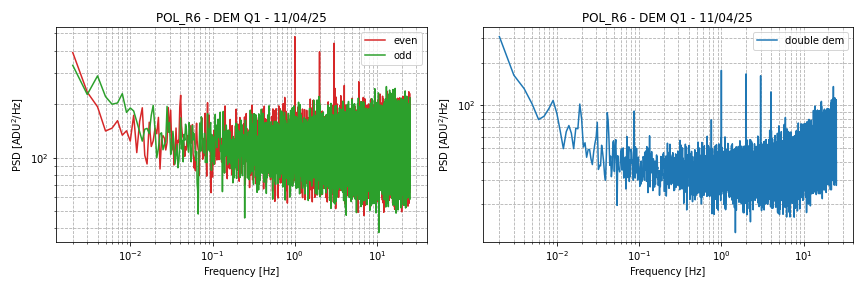 POL_R6 - DEM Q1 - 11/04/25
even
odd
PSD [ADU²/Hz]
10²
10⁻² 10⁻¹ 10⁰ 10¹
Frequency [Hz]
POL_R6 - DEM Q1 - 11/04/25
double dem
PSD [ADU²/Hz]
10²
10⁻² 10⁻¹ 10⁰ 10¹
Frequency [Hz]